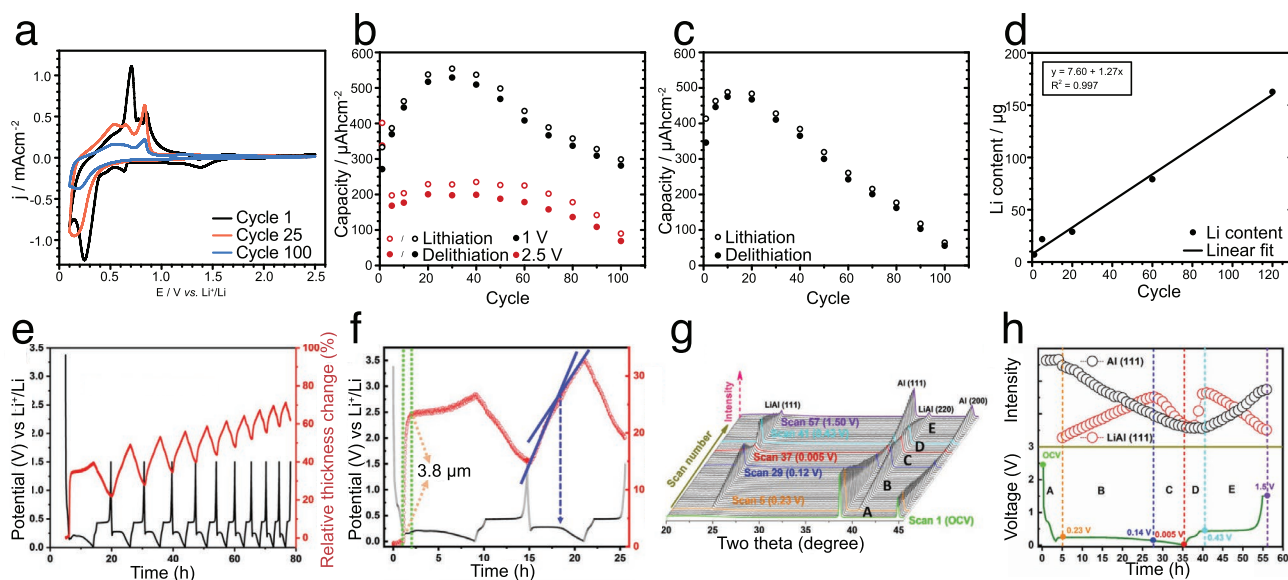 a
1.0
0.5
0.0
-0.5
-1.0
j / mAcm⁻²
0.0 0.5 1.0 1.5 2.0 2.5
E / V vs. Li⁺/Li
Cycle 1
Cycle 25
Cycle 100
b
600
500
400
300
200
100
0
Capacity / µAhcm⁻²
0 20 40 60 80 100
Cycle
/ Lithiation
/ Delithiation
1 V
2.5 V
c
600
500
400
300
200
100
0
Capacity / µAhcm⁻²
0 20 40 60 80 100
Cycle
Lithiation
Delithiation
d
200
150
100
50
0
Li content / µg
y = 7.60 + 1.27x
R² = 0.997
0 20 40 60 80 100 120
Cycle
Li content
Linear fit
e
3.5
3.0
2.5
2.0
1.5
1.0
0.5
0.0
Potential (V) vs Li⁺/Li
100
80
60
40
20
0
Relative thickness change (%)
0 10 20 30 40 50 60 70 80
Time (h)
f
3.5
3.0
2.5
2.0
1.5
1.0
0.5
0.0
Potential (V) vs Li⁺/Li
30
20
10
0
3.8 µm
0 5 10 15 20 25
Time (h)
g
Intensity
Scan number
LiAl (111)
Al (111)
LiAl (220)
Al (200)
Scan 57 (1.50 V)
Scan 37 (0.005 V)
Scan 29 (0.12 V)
Scan 5 (0.23 V)
Scan 1 (OCV)
A
B
C
D
E
20 25 30 35 40 45
Two theta (degree)
h
Intensity
Al (111)
LiAl (111)
3
2
1
0
Voltage (V)
OCV
A
B
C
D
E
0.23 V
0.14 V
0.005 V
0.43 V
1.5 V
0 5 10 15 20 25 30 35 40 45 50 55 60
Time (h)